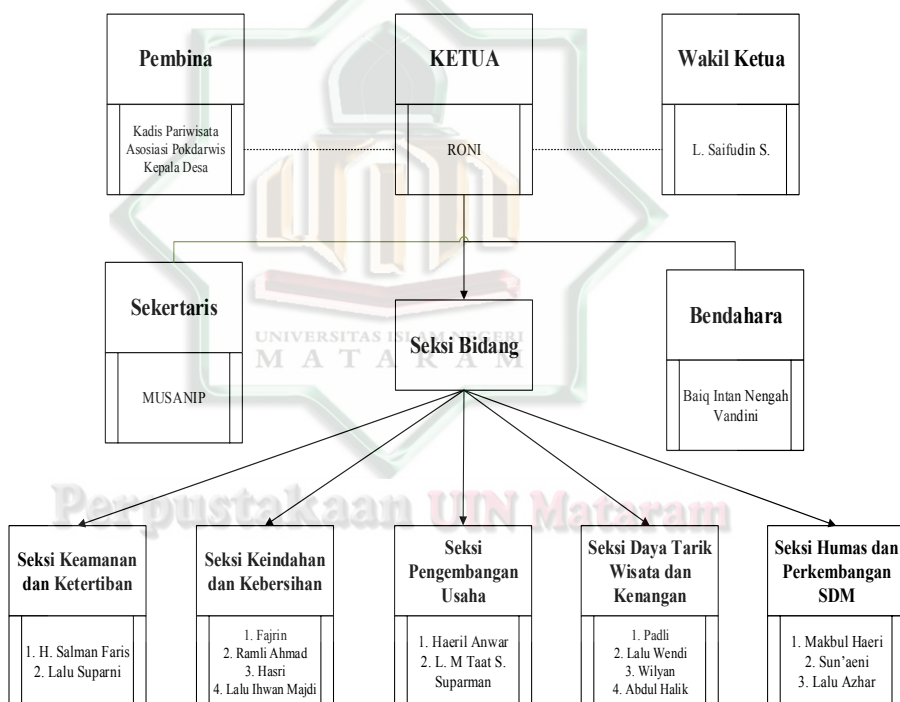 Pembina
Kadis Pariwisata
Asosiasi Pokdarwis
Kepala Desa
KETUA
RONI
Wakil Ketua
L. Saifudin S.
Sekertaris
MUSANIP
Seksi Bidang
Bendahara
Baiq Intan Nengah
Vandini
UNIVERSITAS ISLAM NEGERI
MATARAM
Perpustakaan UIN Mataram
Seksi Keamanan
dan Ketertiban
1. H. Salman Faris
2. Lalu Suparni
Seksi Keindahan
dan Kebersihan
1. Fajrin
2. Ramli Ahmad
3. Hasri
4. Lalu Ihwan Majdi
Seksi
Pengembangan
Usaha
1. Haeril Anwar
2. L. M Taat S.
Suparman
Seksi Daya Tarik
Wisata dan
Kenangan
1. Padli
2. Lalu Wendi
3. Wilyan
4. Abdul Halik
Seksi Humas dan
Perkembangan
SDM
1. Makbul Haeri
2. Sun’aeni
3. Lalu Azhar